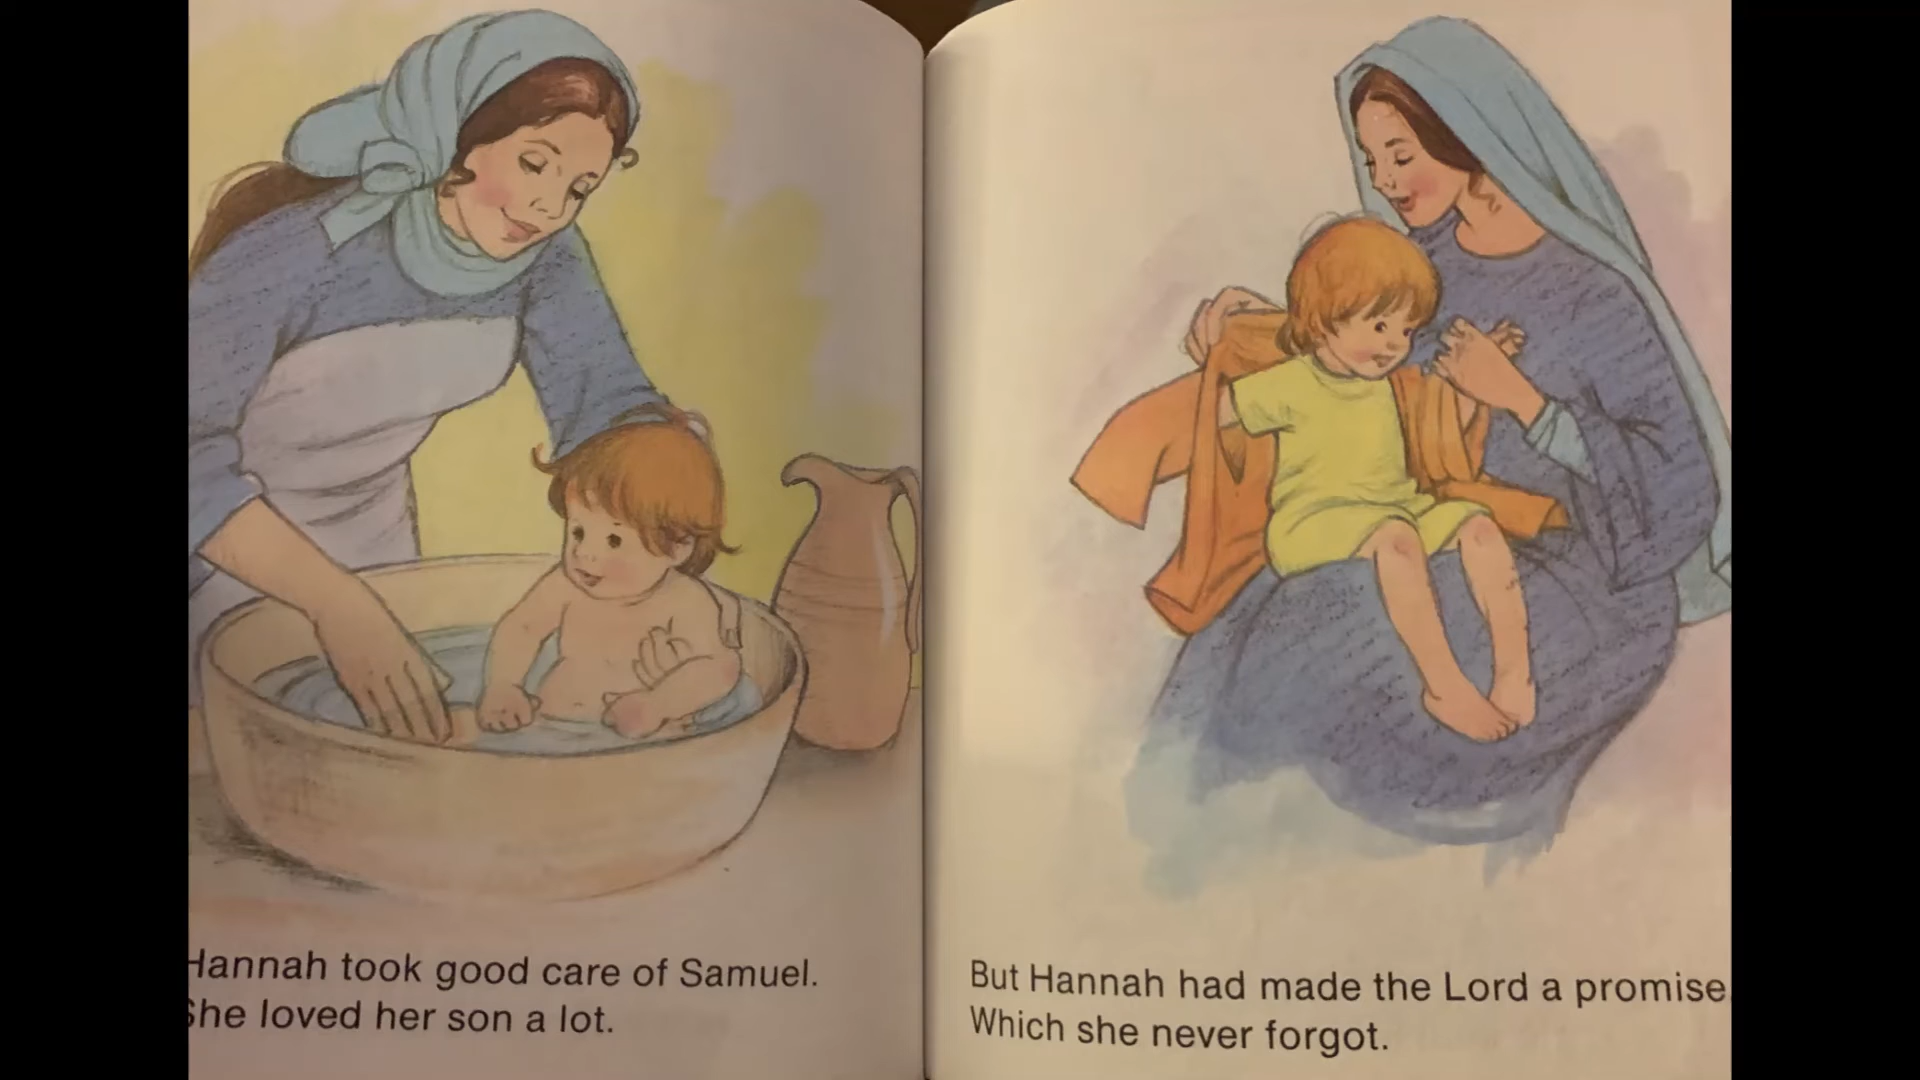 Hannah took good care of Samuel.
She loved her son a lot.
But Hannah had made the Lord a promise
Which she never forgot.